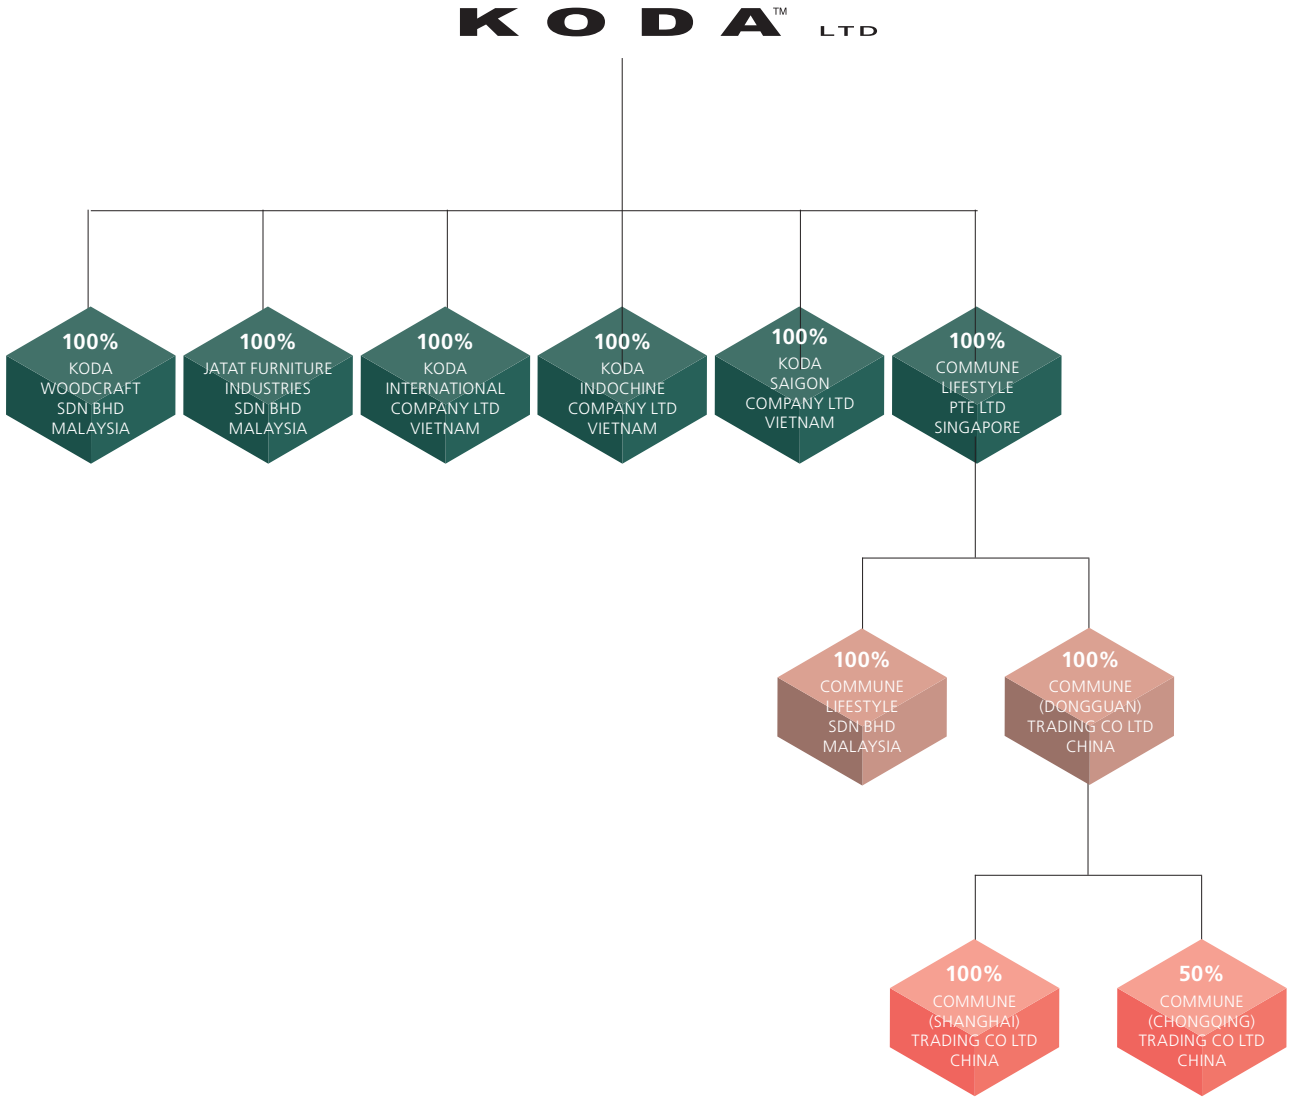 KODA™ LTD
100%
KODA
WOODCRAFT
SDN BHD
MALAYSIA
100%
JATAT FURNITURE
INDUSTRIES
SDN BHD
MALAYSIA
100%
KODA
INTERNATIONAL
COMPANY LTD
VIETNAM
100%
KODA
INDOCHINE
COMPANY LTD
VIETNAM
100%
KODA
SAIGON
COMPANY LTD
VIETNAM
100%
COMMUNE
LIFESTYLE
PTE LTD
SINGAPORE
100%
COMMUNE
LIFESTYLE
SDN BHD
MALAYSIA
100%
COMMUNE
(DONGGUAN)
TRADING CO LTD
CHINA
100%
COMMUNE
(SHANGHAI)
TRADING CO LTD
CHINA
50%
COMMUNE
(CHONGQING)
TRADING CO LTD
CHINA